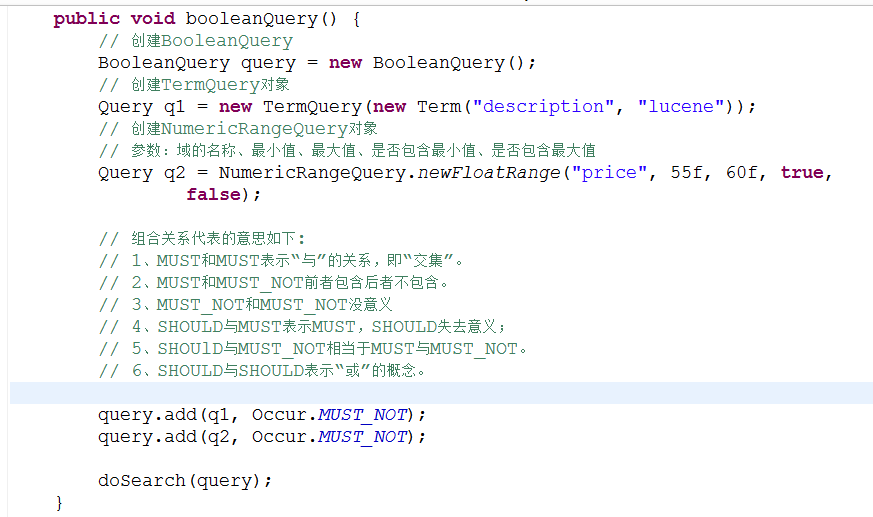 public void booleanQuery() {
// 创建BooleanQuery
BooleanQuery query = new BooleanQuery();
// 创建TermQuery对象
Query q1 = new TermQuery(new Term("description", "lucene"));
// 创建NumericRangeQuery对象
// 参数:域的名称、最小值、最大值、是否包含最小值、是否包含最大值
Query q2 = NumericRangeQuery.newFloatRange("price", 55f, 60f, true,
false);
// 组合关系代表的意思如下:
// 1、MUST和MUST表示“与”的关系,即“交集”。
// 2、MUST和MUST_NOT前者包含后者不包含。
// 3、MUST_NOT和MUST_NOT没意义
// 4、SHOULD与MUST表示MUST,SHOULD失去意义;
// 5、SHOUlD与MUST_NOT相当于MUST与MUST_NOT。
// 6、SHOULD与SHOULD表示“或”的概念。
query.add(q1, Occur.MUST_NOT);
query.add(q2, Occur.MUST_NOT);
doSearch(query);
}